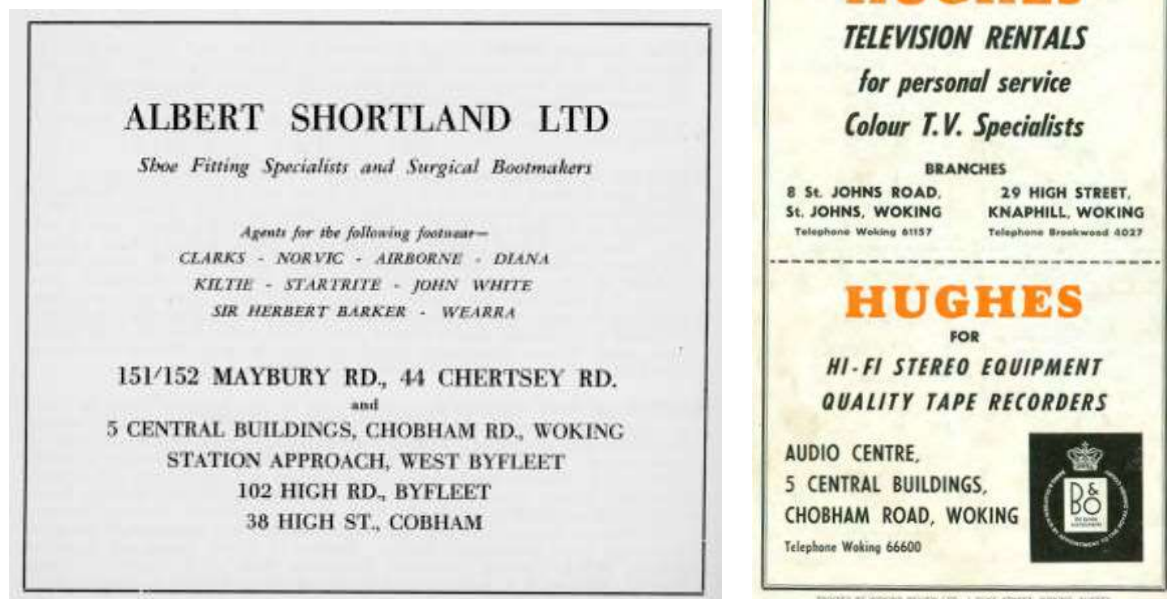 ALBERT SHORTLAND LTD
Shoe Fitting Specialists and Surgical Bootmakers
Agents for the following footwear—
CLARKS - NORVIC - AIRBORNE - DIANA
KILTIE - STARTRITE - JOHN WHITE
SIR HERBERT BARKER - WEARRA
151/152 MAYBURY RD., 44 CHERTSEY RD.
and
5 CENTRAL BUILDINGS, CHOBHAM RD., WOKING
STATION APPROACH, WEST BYFLEET
102 HIGH RD., BYFLEET
38 HIGH ST., COBHAM
HUGHES
TELEVISION RENTALS
for personal service
Colour T.V. Specialists
BRANCHES
8 St. JOHNS ROAD,
St. JOHNS, WOKING
Telephone Woking 61157
29 HIGH STREET,
KNAPHILL, WOKING
Telephone Brookwood 4027
HUGHES
FOR
HI-FI STEREO EQUIPMENT
QUALITY TAPE RECORDERS
AUDIO CENTRE,
5 CENTRAL BUILDINGS,
CHOBHAM ROAD, WOKING
Telephone Woking 66600
B&O